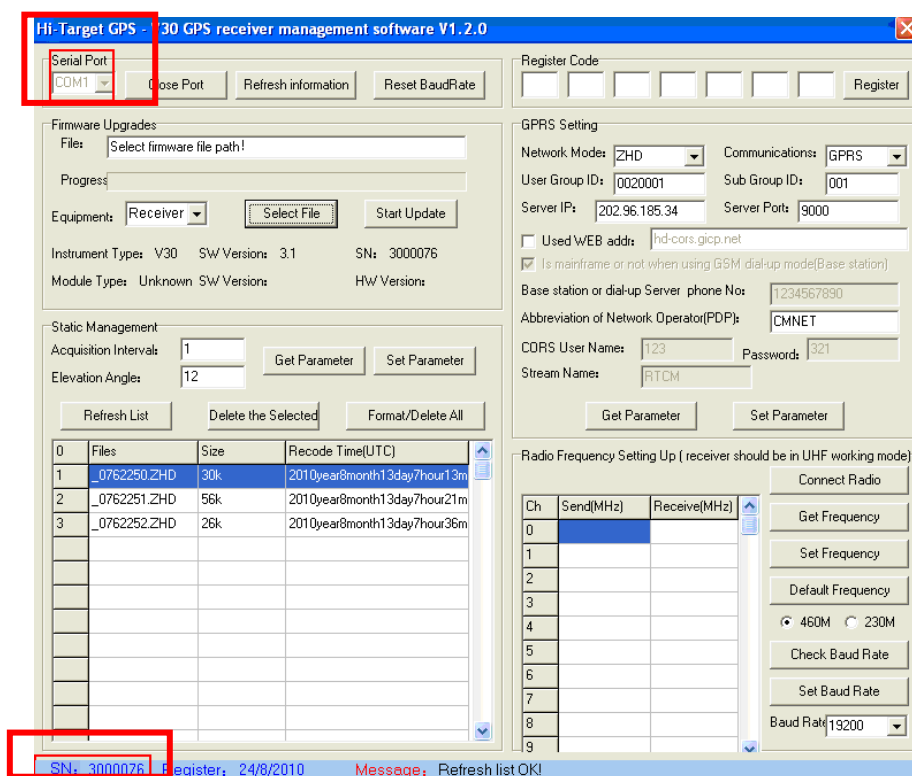 Hi-Target GPS - V30 GPS receiver management software V1.2.0
Serial Port
COM1 Close Port Refresh information Reset BaudRate
Register Code
Register
Firmware Upgrades
File: Select firmware file path!
Progress
Equipment: Receiver Select File Start Update
Instrument Type: V30 SW Version: 3.1 SN: 3000076
Module Type: Unknown SW Version: HW Version:
GPRS Setting
Network Mode: ZHD Communications: GPRS
User Group ID: 0020001 Sub Group ID: 001
Server IP: 202.96.185.34 Server Port: 9000
Used WEB addr: hd-cors.gicp.net
Is mainframe or not when using GSM dial-up mode(Base station)
Base station or dial-up Server phone No: 1234567890
Abbreviation of Network Operator(PDP): CMNET
CORS User Name: 123 Password: 321
Stream Name: RTCM
Get Parameter Set Parameter
Static Management
Acquisition Interval: 1
Elevation Angle: 12
Get Parameter Set Parameter
Refresh List Delete the Selected Format/Delete All
0 Files Size Recode Time(UTC)
1 _0762250.ZHD 30k 2010year8month13day7hour13m
2 _0762251.ZHD 56k 2010year8month13day7hour21m
3 _0762252.ZHD 26k 2010year8month13day7hour36m
Radio Frequency Setting Up ( receiver should be in UHF working mode)
Ch Send(MHz) Receive(MHz)
0
1
2
3
4
5
6
7
8
9
Connect Radio
Get Frequency
Set Frequency
Default Frequency
460M 230M
Check Baud Rate
Set Baud Rate
Baud Rate 19200
SN: 3000076 Register: 24/8/2010 Message: Refresh list OK!